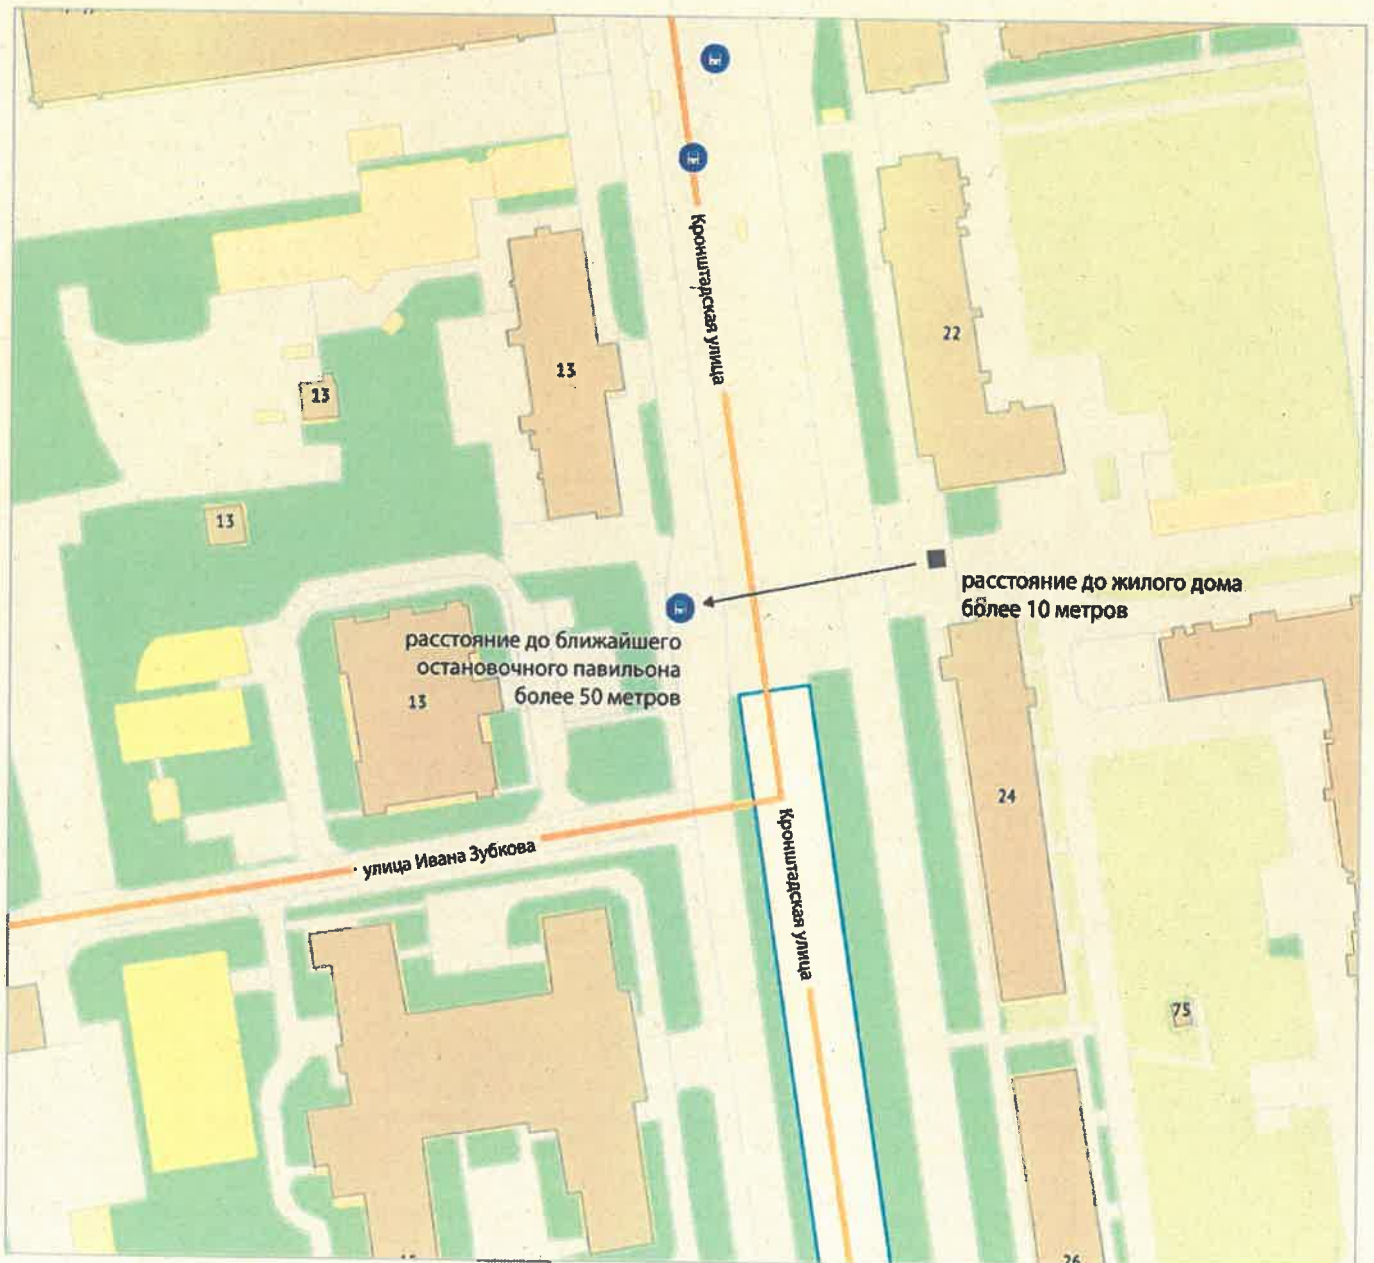 Кронштадская улица
22
13
13
13
расстояние до жилого дома
более 10 метров
расстояние до ближайшего
остановочного павильона
более 50 метров
13
24
Кронштадская улица
улица Ивана Зубкова
75
26